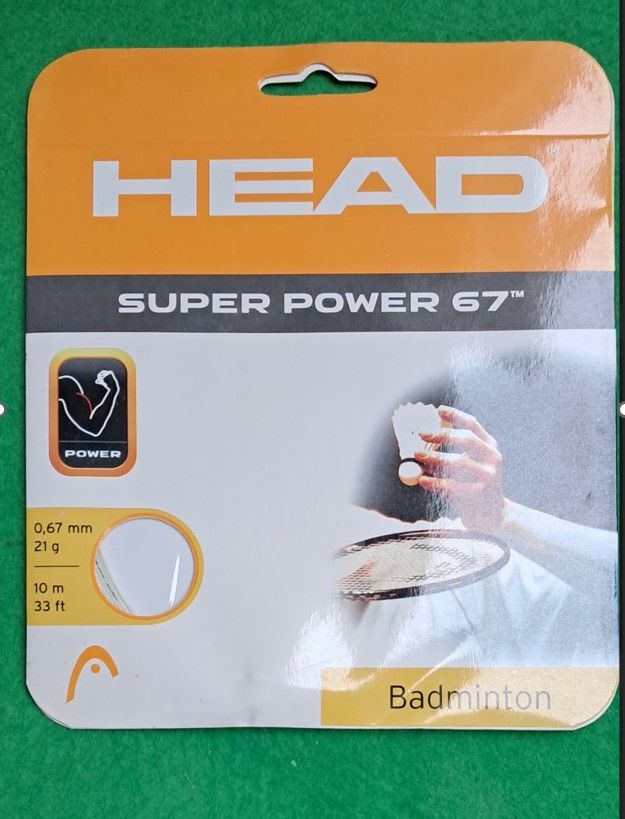 HEAD
SUPER POWER 67™
POWER
0,67 mm
21 g
10 m
33 ft
Badminton